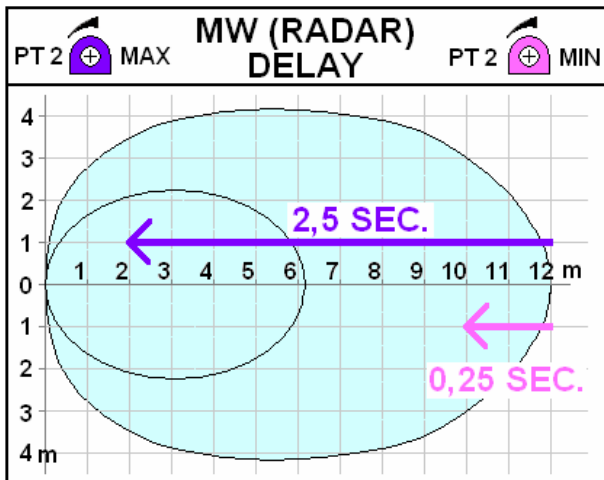 PT 2 MAX
MW (RADAR)
DELAY
PT 2 MIN
4
3
2
2,5 SEC.
1
1 2 3 4 5 6 7 8 9 10 11 12 m
0
1
2
0,25 SEC.
3
4 m